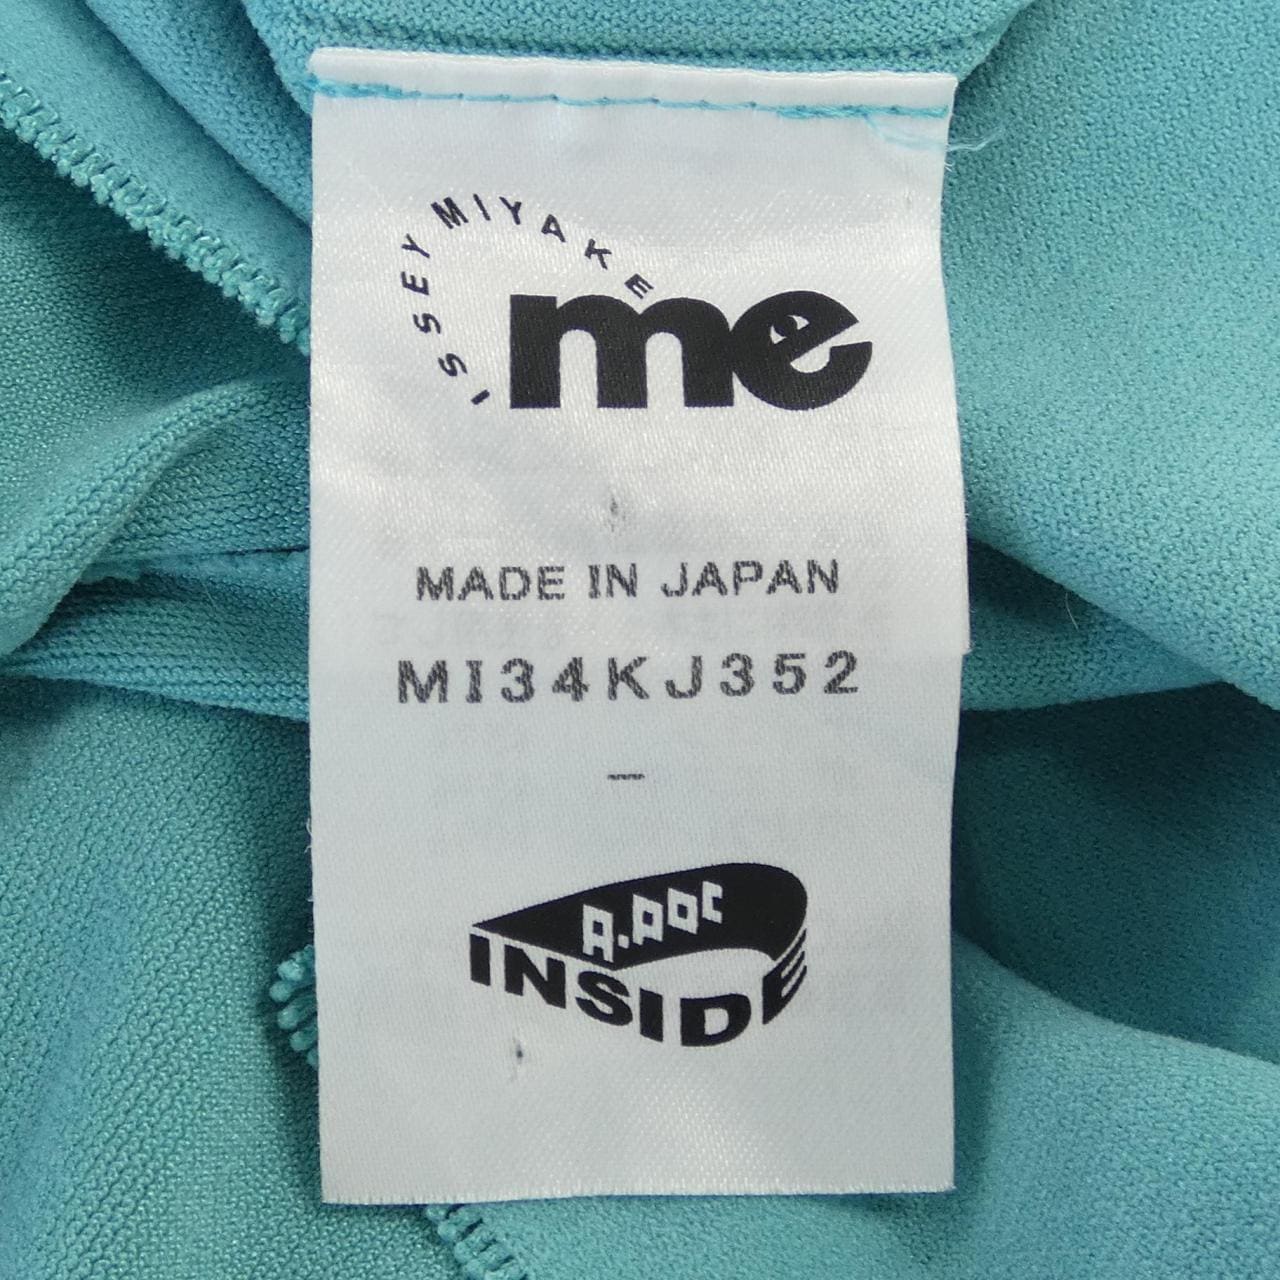 ISSEY MIYAKE
me
MADE IN JAPAN
MI34KJ352
–
A.POC
INSIDE